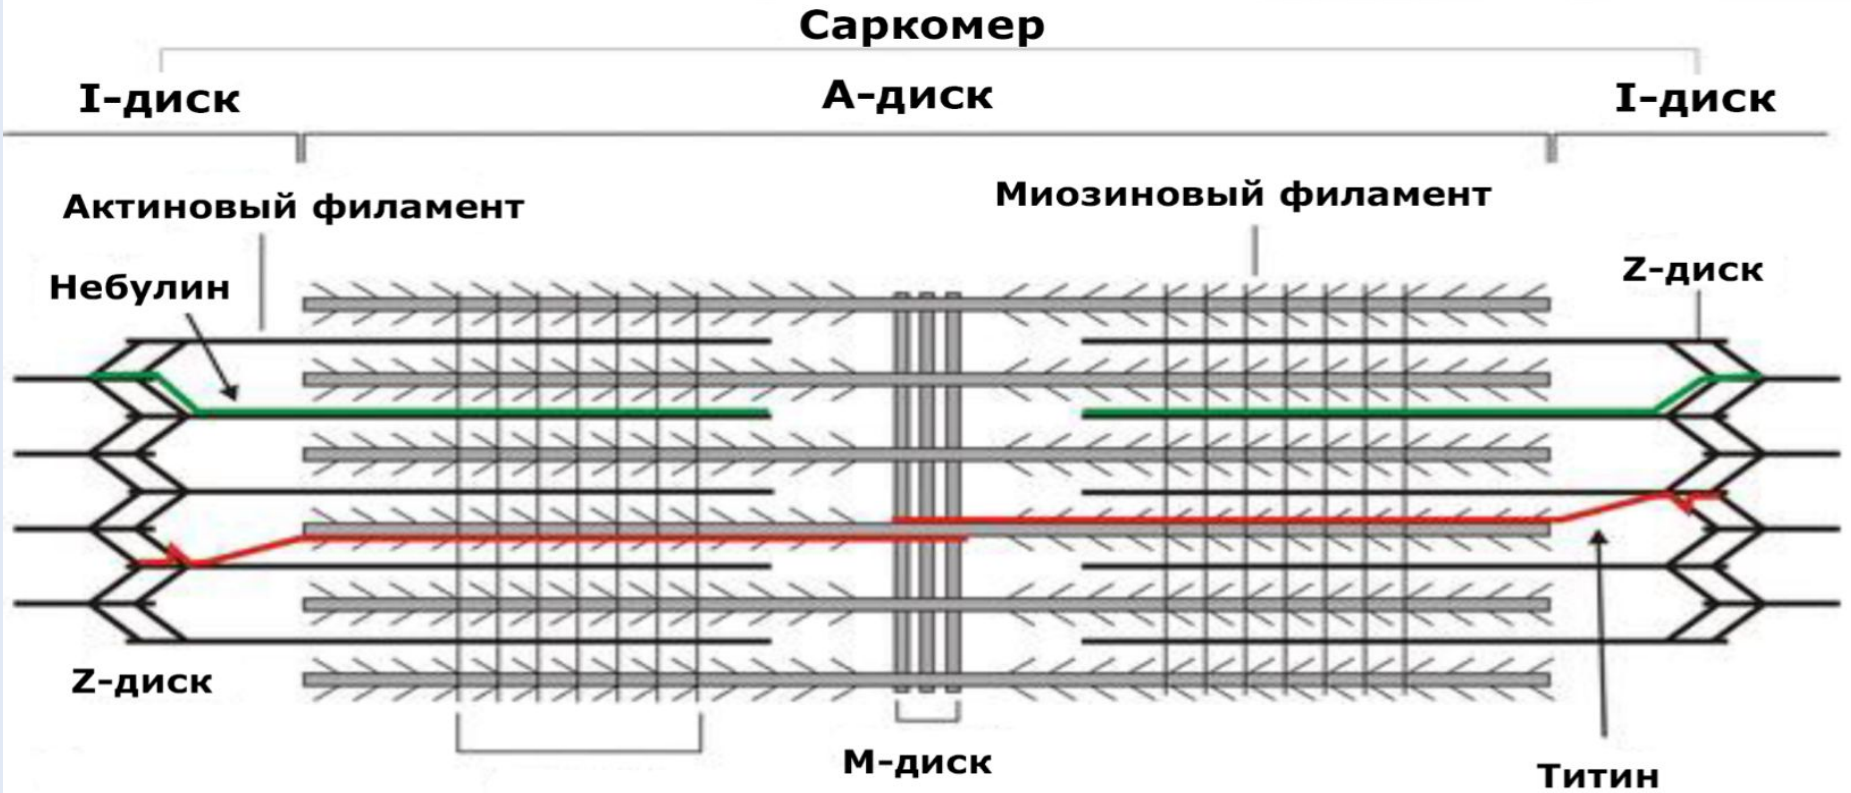 Саркомер
I-диск
А-диск
I-диск
Актиновый филамент
Миозиновый филамент
Небулин
Z-диск
Z-диск
М-диск
Титин